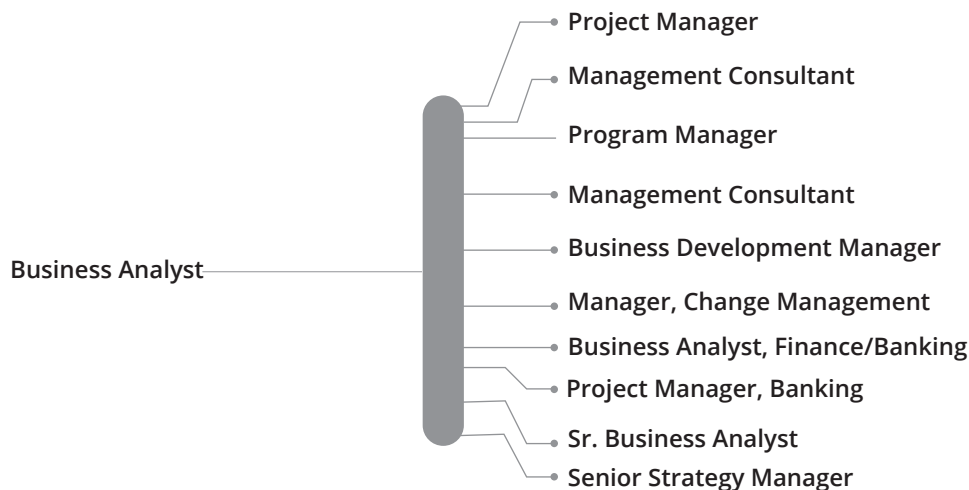 Project Manager
Management Consultant
Program Manager
Management Consultant
Business Development Manager
Business Analyst
Manager, Change Management
Business Analyst, Finance/Banking
Project Manager, Banking
Sr. Business Analyst
Senior Strategy Manager